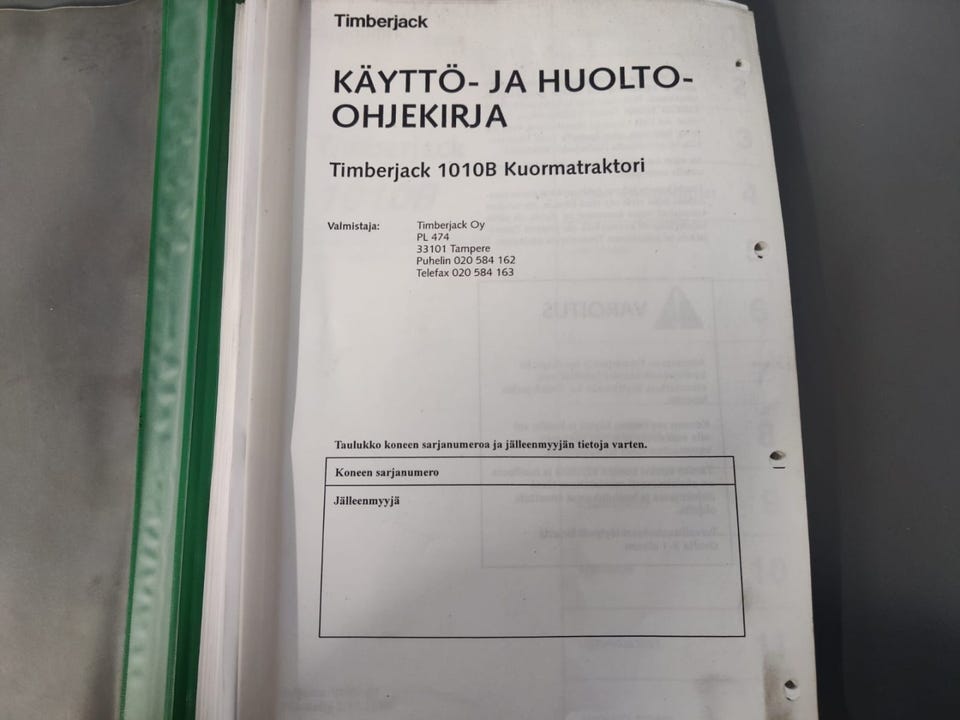 Timberjack
KÄYTTÖ- JA HUOLTO-
OHJEKIRJA
Timberjack 1010B Kuormatraktori
Valmistaja: Timberjack Oy
PL 474
33101 Tampere
Puhelin 020 584 162
Telefax 020 584 163
VAROITUS
Taulukko koneen sarjanumeroa ja jälleenmyyjän tietoja varten.
Koneen sarjanumero
Jälleenmyyjä